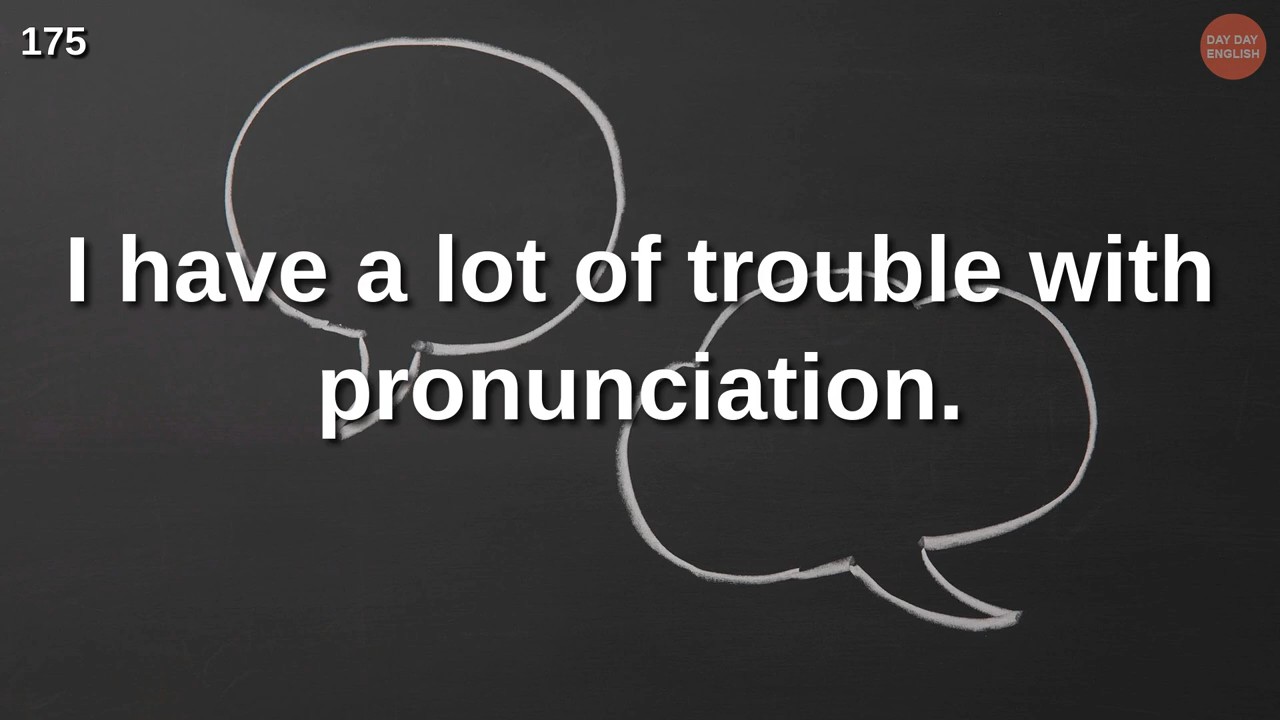 175
DAY DAY
ENGLISH
I have a lot of trouble with
pronunciation.